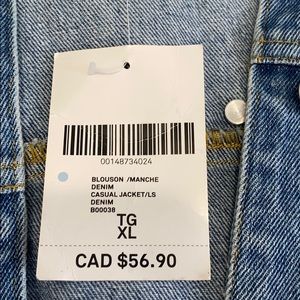 00148734024
BLOUSON /MANCHE
DENIM
CASUAL JACKET/LS
DENIM
B00038
TG
XL
CAD $56.90